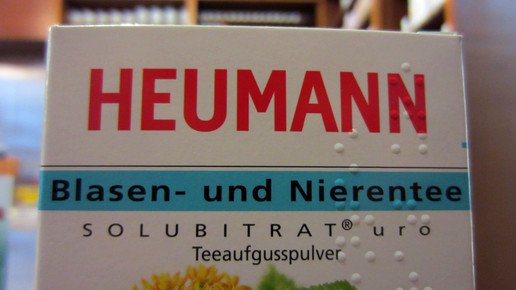 HEUMANN
Blasen- und Nierentee
SOLUBITRAT® uro
Teeaufgusspulver